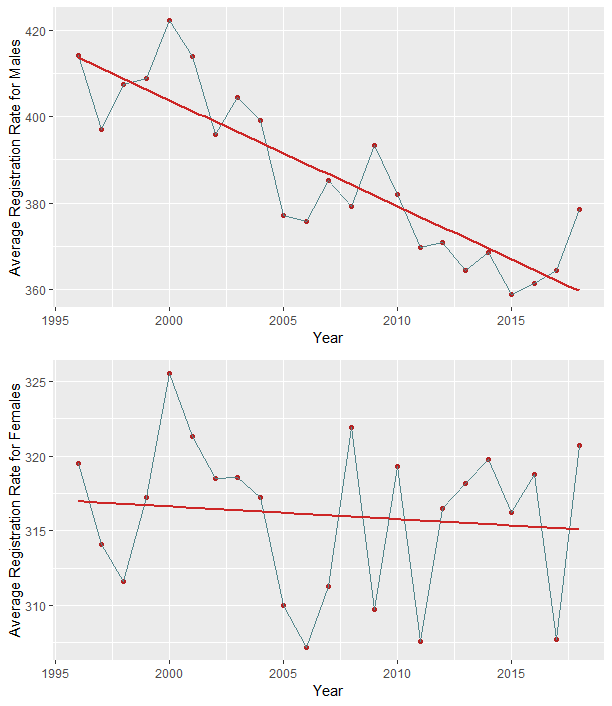 Average Registration Rate for Males
420
400
380
360
1995 2000 2005 2010 2015
Year
Average Registration Rate for Females
325
320
315
310
1995 2000 2005 2010 2015
Year